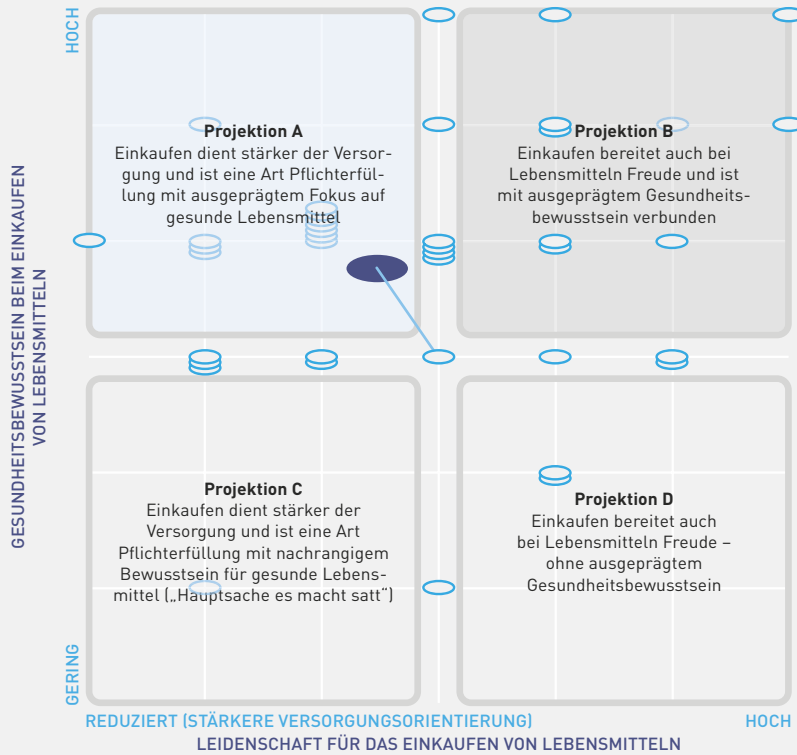 HOCH
GESUNDHEITSBEWUSSTSEIN BEIM EINKAUFEN
VON LEBENSMITTELN
GERING
Projektion A
Einkaufen dient stärker der Versor-
gung und ist eine Art Pflichterfül-
lung mit ausgeprägtem Fokus auf
gesunde Lebensmittel
Projektion B
Einkaufen bereitet auch bei
Lebensmitteln Freude und ist
mit ausgeprägtem Gesundheits-
bewusstsein verbunden
Projektion C
Einkaufen dient stärker der
Versorgung und ist eine Art
Pflichterfüllung mit nachrangigem
Bewusstsein für gesunde Lebens-
mittel („Hauptsache es macht satt“)
Projektion D
Einkaufen bereitet auch
bei Lebensmitteln Freude –
ohne ausgeprägtem
Gesundheitsbewusstsein
REDUZIERT (STÄRKERE VERSORGUNGSORIENTIERUNG)
HOCH
LEIDENSCHAFT FÜR DAS EINKAUFEN VON LEBENSMITTELN